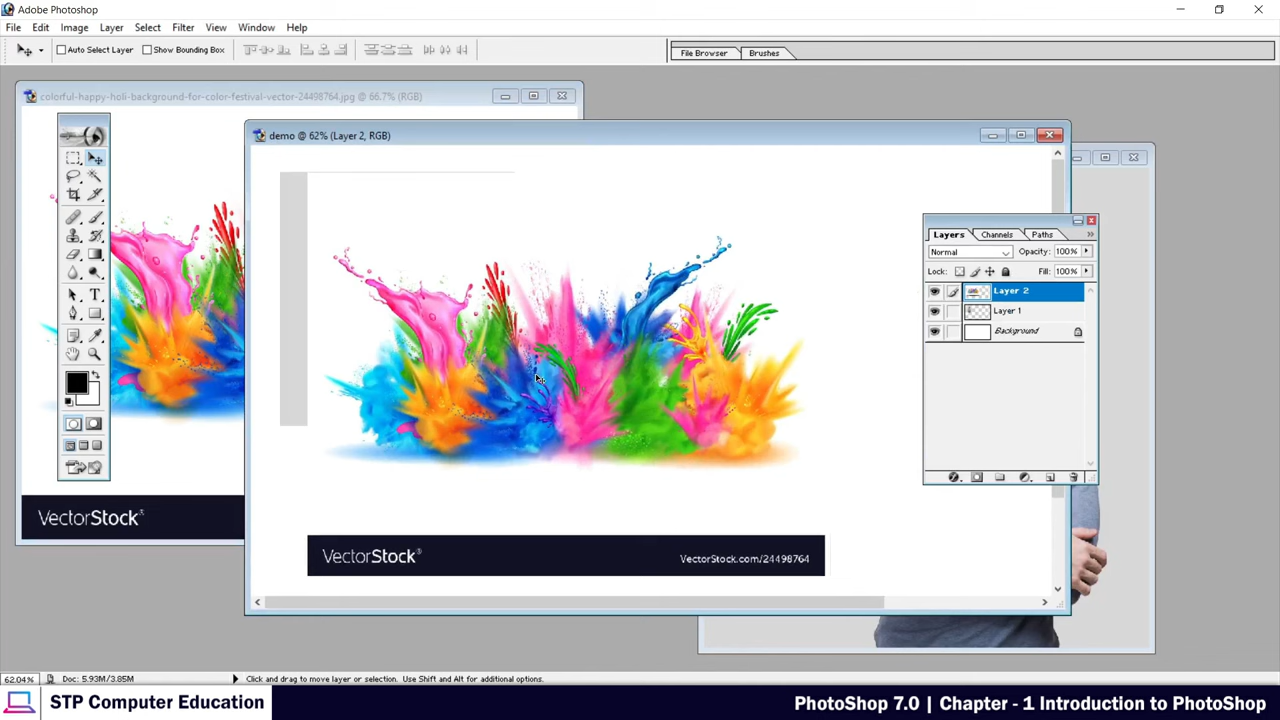 Adobe Photoshop
File Edit Image Layer Select Filter View Window Help
Auto Select Layer Show Bounding Box File Browser Brushes
colorful-happy-holi-background-for-color-festival-vector-24498764.jpg @ 66.7% (RGB)
demo @ 62% (Layer 2, RGB)
Layers Channels Paths
Normal Opacity: 100%
Lock: Fill: 100%
Layer 2
Layer 1
Background
VectorStock®
VectorStock® VectorStock.com/24498764
62.04% Doc: 5.93M/3.85M Click and drag to move layer or selection. Use Shift and Alt for additional options.
STP Computer Education PhotoShop 7.0 | Chapter - 1 Introduction to PhotoShop